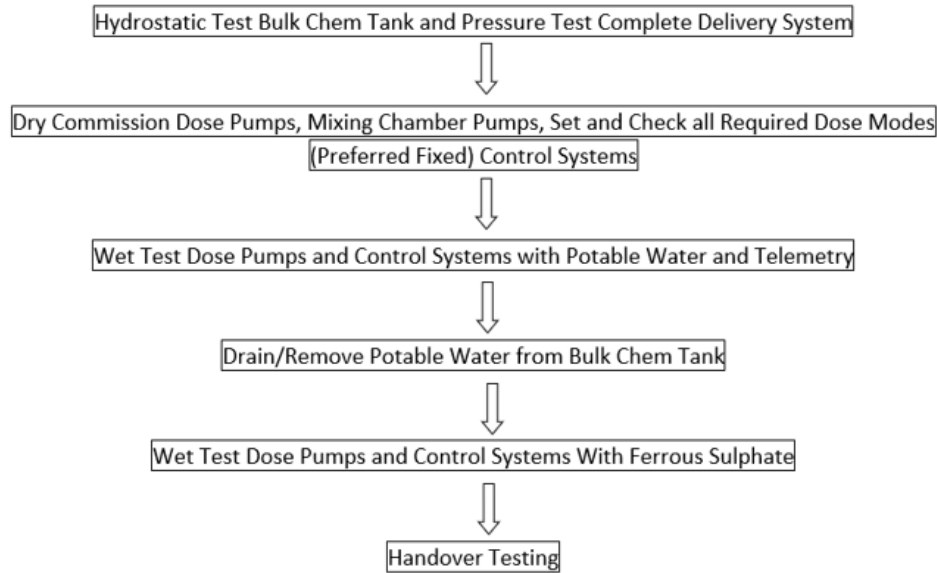 Hydrostatic Test Bulk Chem Tank and Pressure Test Complete Delivery System
Dry Commission Dose Pumps, Mixing Chamber Pumps, Set and Check all Required Dose Modes
(Preferred Fixed) Control Systems
Wet Test Dose Pumps and Control Systems with Potable Water and Telemetry
Drain/Remove Potable Water from Bulk Chem Tank
Wet Test Dose Pumps and Control Systems With Ferrous Sulphate
Handover Testing